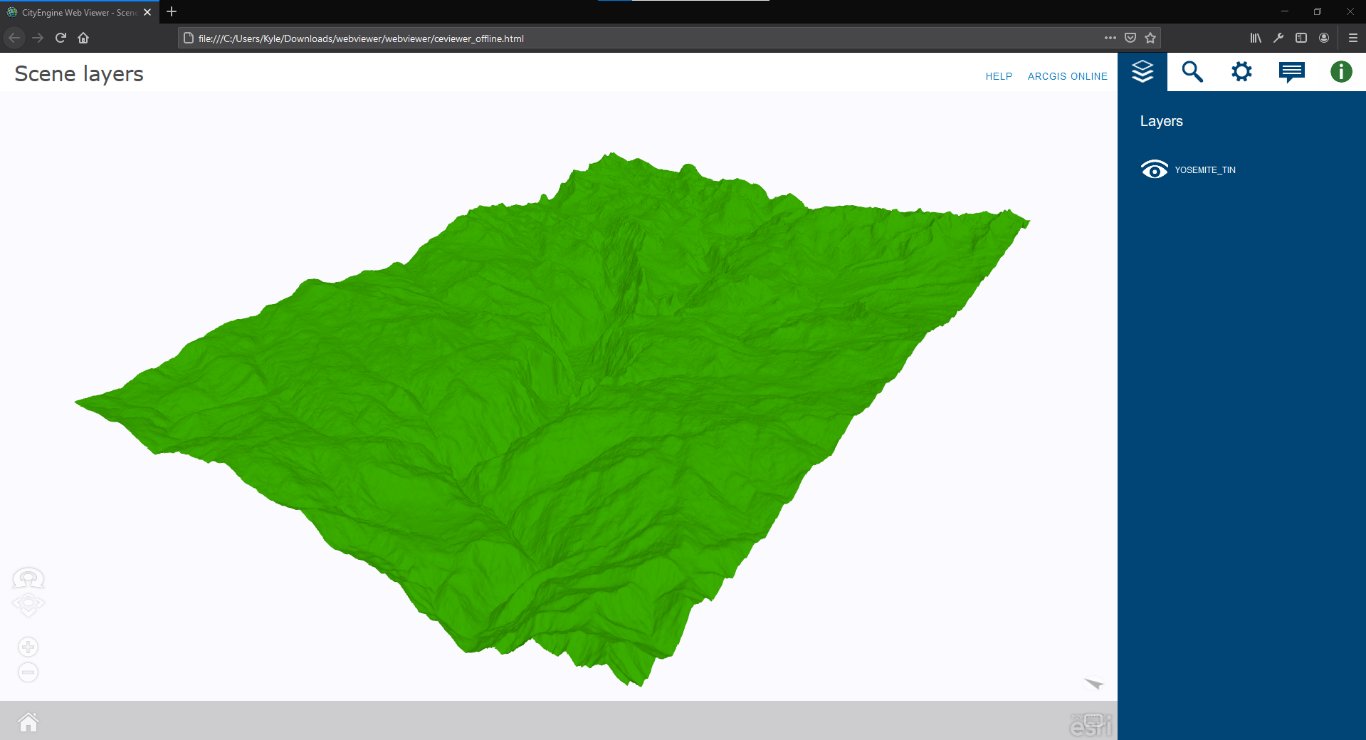 CityEngine Web Viewer - Scene
file:///C:/Users/Kyle/Downloads/webviewer/webviewer/ceviewer_offline.html
Scene layers
HELP ARCGIS ONLINE
Layers
YOSEMITE_TIN
esri